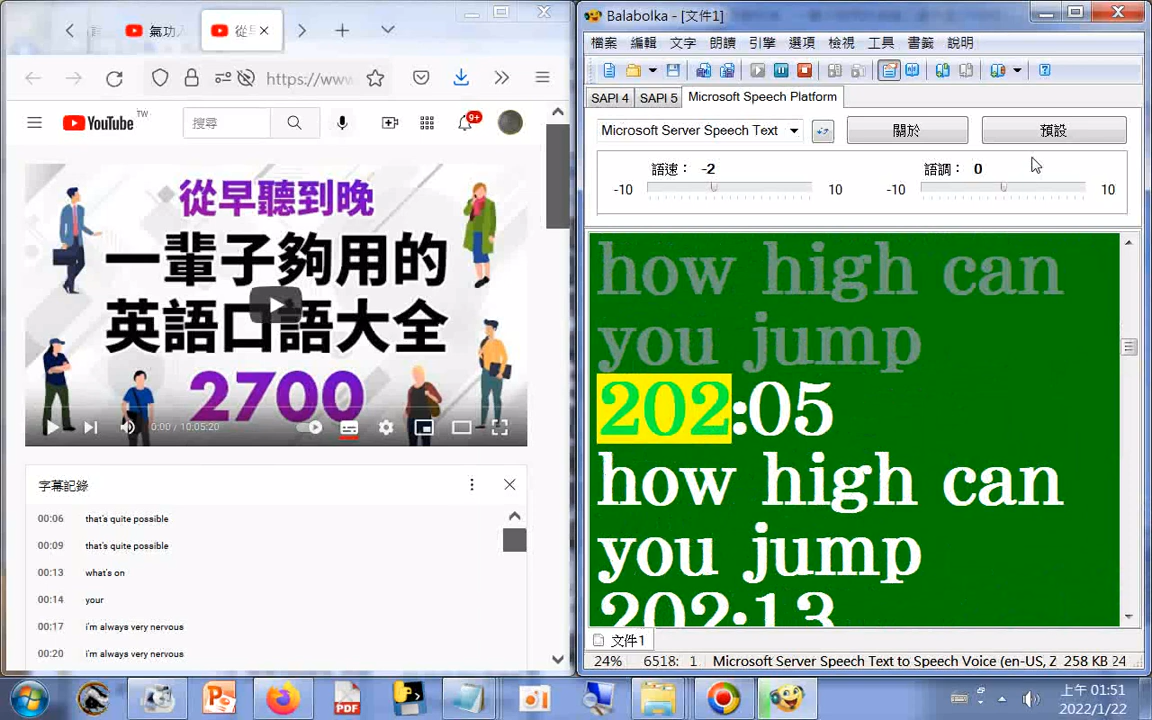 氣功
從
https://www
YouTube TW
搜尋
9+
從早聽到晚
一輩子夠用的
英語口語大全
2700
0:00 / 10:05:20
字幕記錄
00:06 that's quite possible
00:09 that's quite possible
00:13 what's on
00:14 your
00:17 i'm always very nervous
00:20 i'm always very nervous
Balabolka - [文件1]
檔案 編輯 文字 朗讀 引擎 選項 檢視 工具 書籤 說明
SAPI 4 SAPI 5 Microsoft Speech Platform
Microsoft Server Speech Text 關於 預設
語速： -2 語調： 0
-10 10 -10 10
how high can
you jump
202:05
how high can
you jump
202:13
文件1
24% 6518: 1 Microsoft Server Speech Text to Speech Voice (en-US, Z 258 KB 24
PDF
上午 01:51
2022/1/22